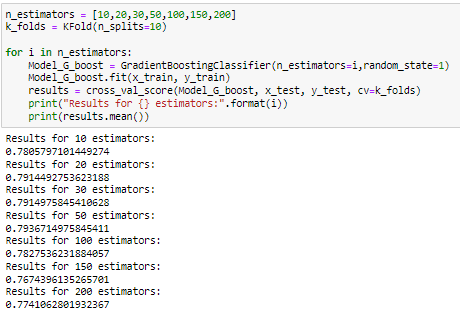 n_estimators = [10,20,30,50,100,150,200]
k_folds = KFold(n_splits=10)
for i in n_estimators:
Model_G_boost = GradientBoostingClassifier(n_estimators=i,random_state=1)
Model_G_boost.fit(x_train, y_train)
results = cross_val_score(Model_G_boost, x_test, y_test, cv=k_folds)
print("Results for {} estimators:".format(i))
print(results.mean())
Results for 10 estimators:
0.7805797101449274
Results for 20 estimators:
0.7914492753623188
Results for 30 estimators:
0.7914975845410628
Results for 50 estimators:
0.7936714975845411
Results for 100 estimators:
0.7827536231884057
Results for 150 estimators:
0.7674396135265701
Results for 200 estimators:
0.7741062801932367